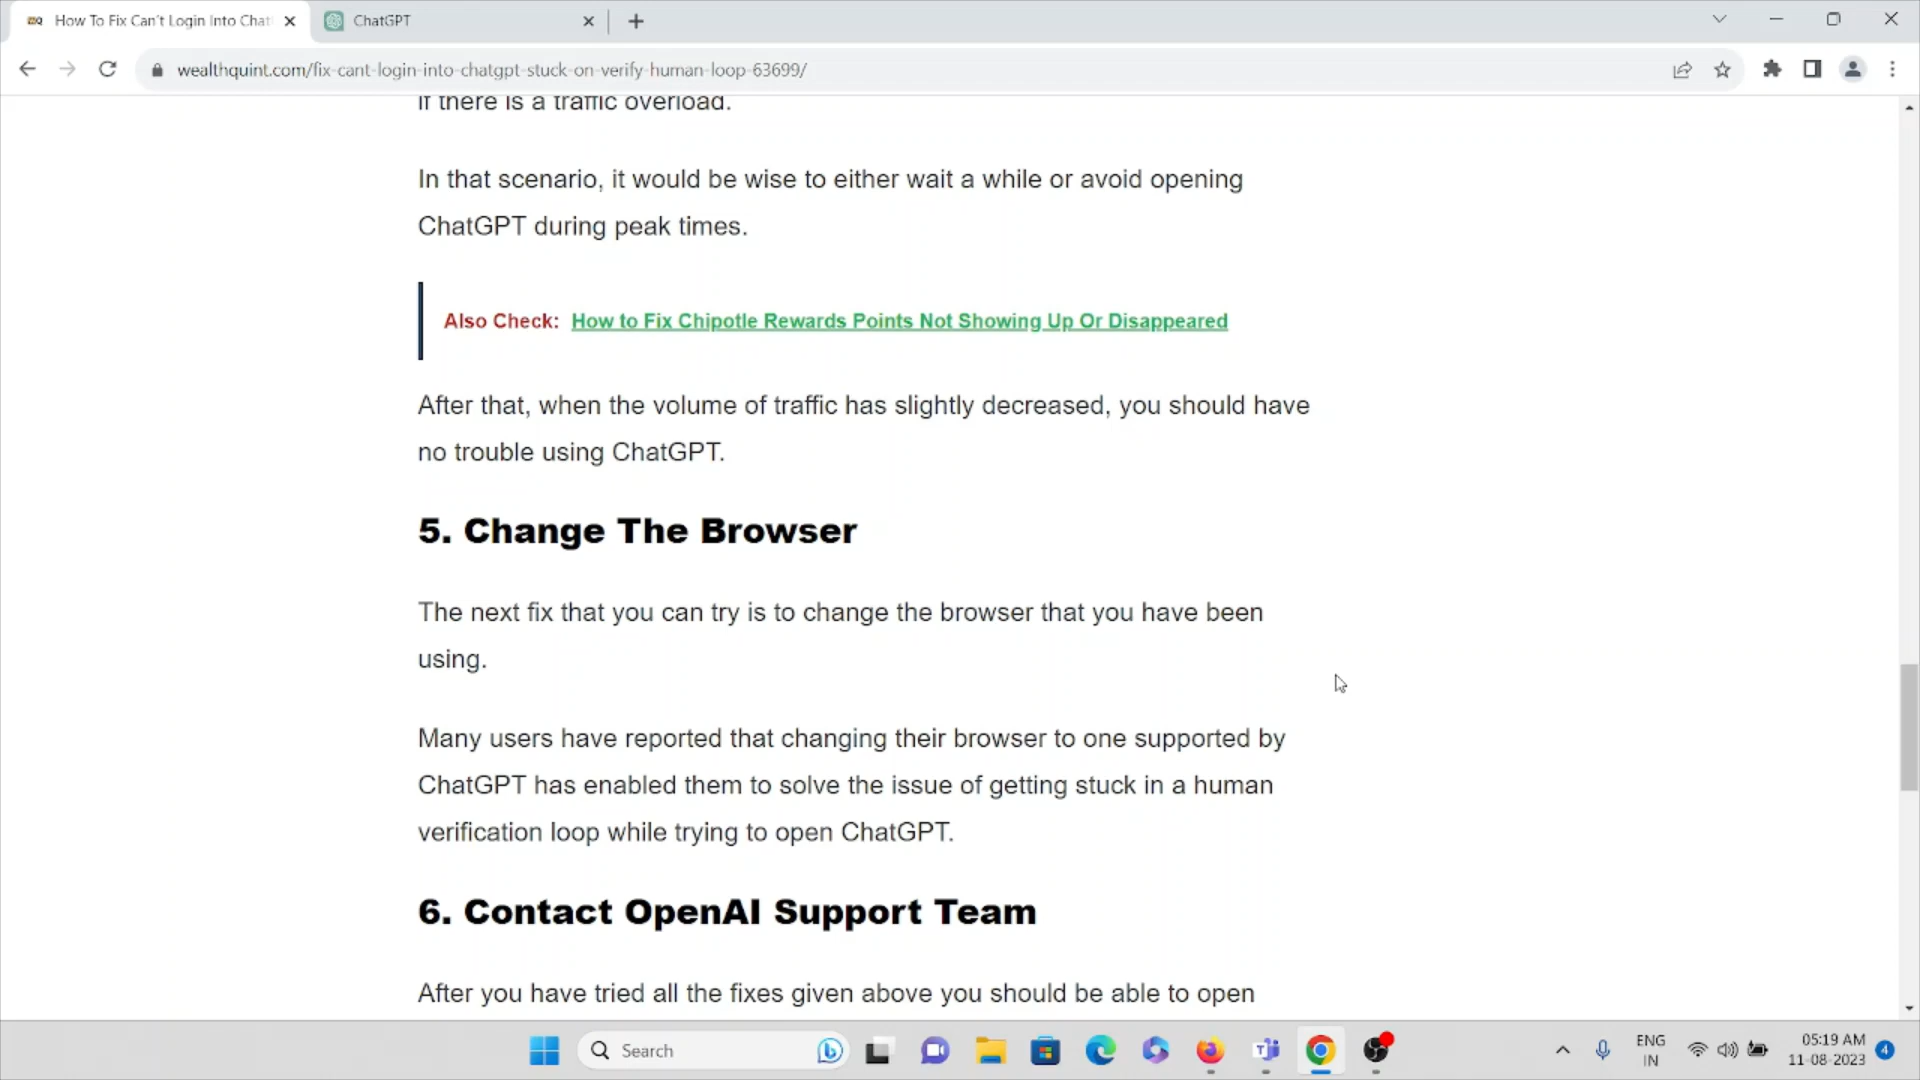 How To Fix Can't Login Into Chat
ChatGPT
wealthquint.com/fix-cant-login-into-chatgpt-stuck-on-verify-human-loop-63699/
if there is a traffic overload.
In that scenario, it would be wise to either wait a while or avoid opening
ChatGPT during peak times.
Also Check: How to Fix Chipotle Rewards Points Not Showing Up Or Disappeared
After that, when the volume of traffic has slightly decreased, you should have
no trouble using ChatGPT.
5. Change The Browser
The next fix that you can try is to change the browser that you have been
using.
Many users have reported that changing their browser to one supported by
ChatGPT has enabled them to solve the issue of getting stuck in a human
verification loop while trying to open ChatGPT.
6. Contact OpenAI Support Team
After you have tried all the fixes given above you should be able to open
Search
ENG
IN
05:19 AM
11-08-2023
4